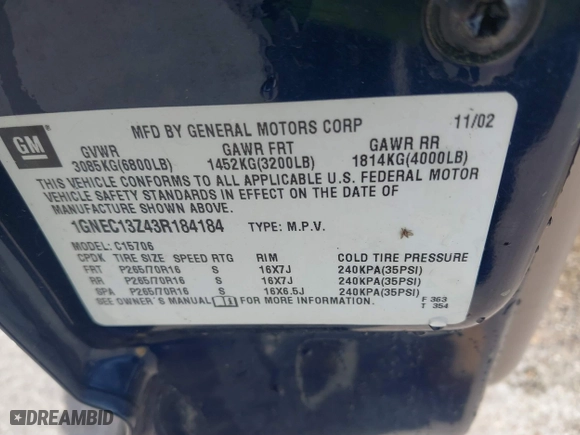 GM
MFD BY GENERAL MOTORS CORP 11/02
GVWR GAWR FRT GAWR RR
3085KG(6800LB) 1452KG(3200LB) 1814KG(4000LB)
THIS VEHICLE CONFORMS TO ALL APPLICABLE U.S. FEDERAL MOTOR
VEHICLE SAFETY STANDARDS IN EFFECT ON THE DATE OF
MANUFACTURE SHOWN ABOVE.
1GNEC13Z43R184184 TYPE: M.P.V.
MODEL: C15706
CPDK TIRE SIZE SPEED RTG RIM COLD TIRE PRESSURE
FRT P265/70R16 S 16X7J 240KPA(35PSI)
RR P265/70R16 S 16X7J 240KPA(35PSI)
SPA P265/70R16 S 16X6.5J 240KPA(35PSI)
SEE OWNER'S MANUAL FOR MORE INFORMATION.
F 363
T 354
DREAMBID